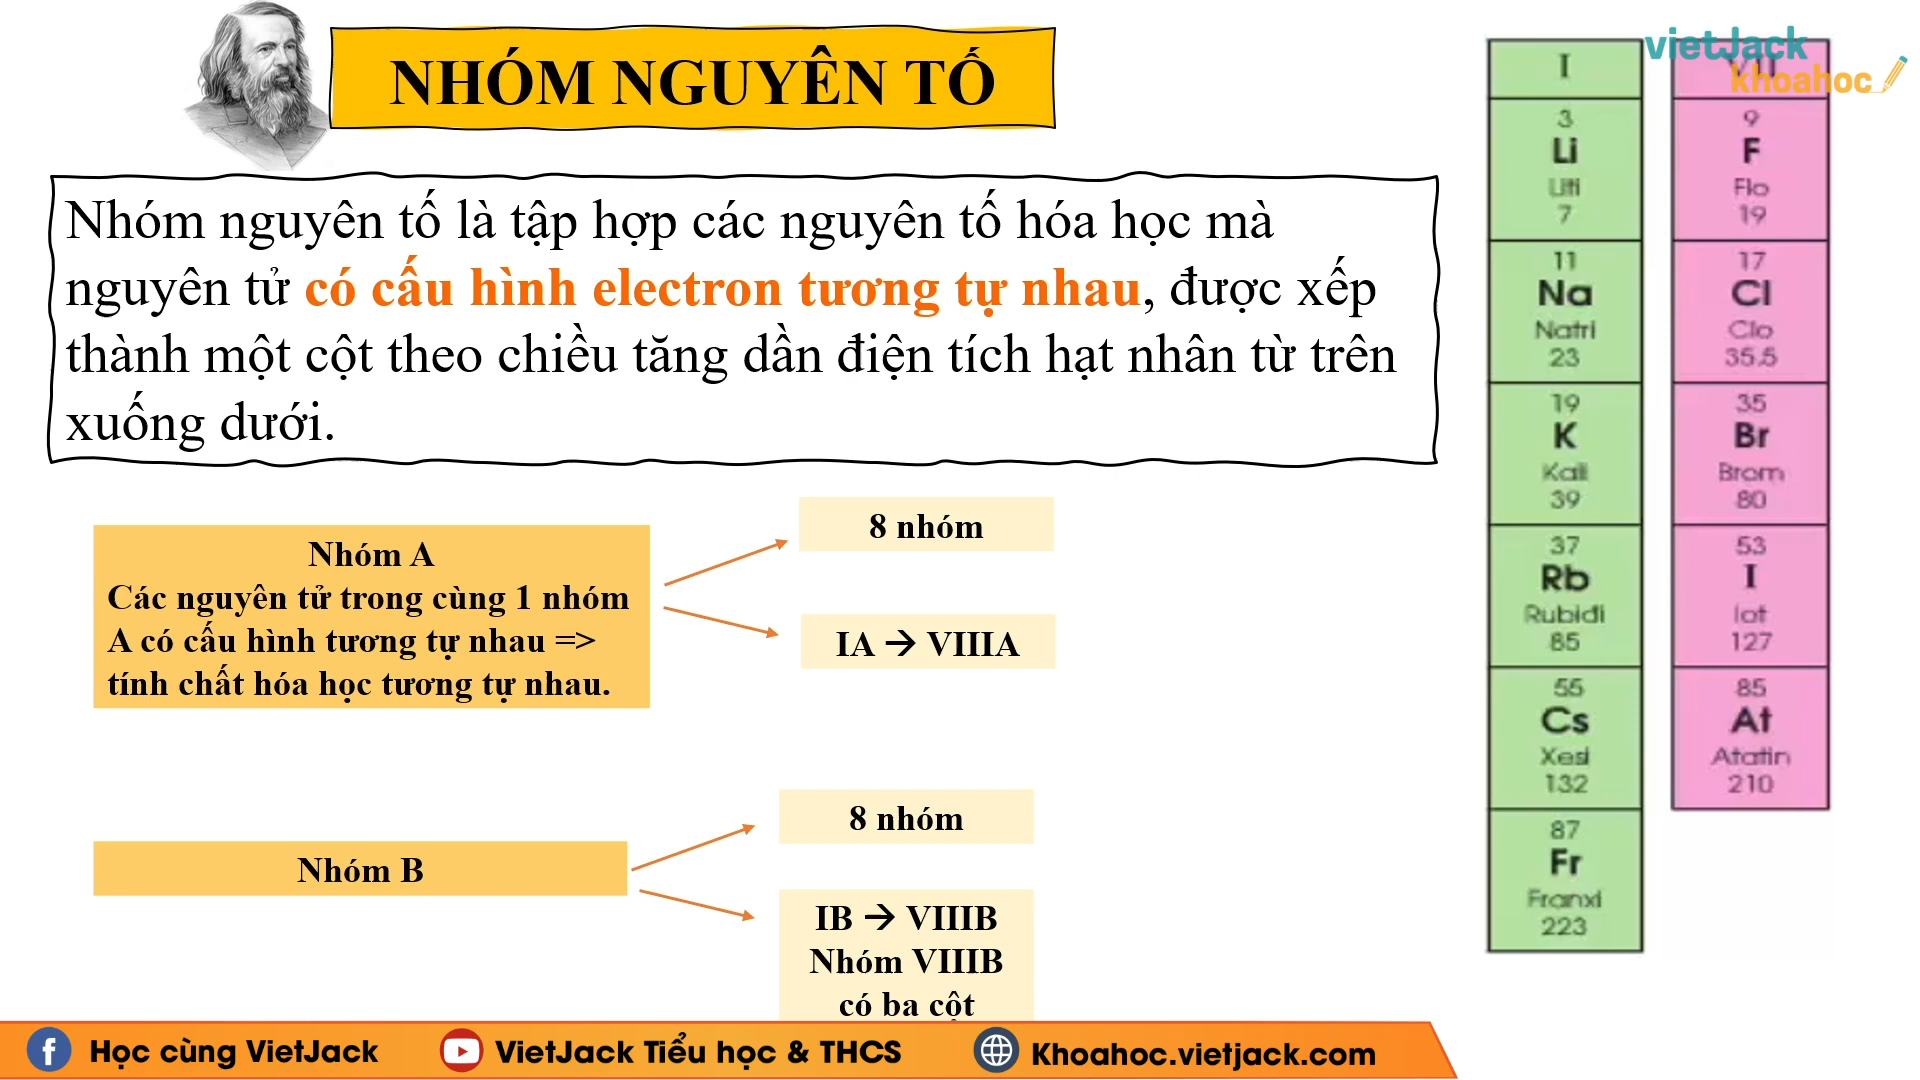 NHÓM NGUYÊN TỐ
Nhóm nguyên tố là tập hợp các nguyên tố hóa học mà
nguyên tử có cấu hình electron tương tự nhau, được xếp
thành một cột theo chiều tăng dần điện tích hạt nhân từ trên
xuống dưới.
Nhóm A
Các nguyên tử trong cùng 1 nhóm
A có cấu hình tương tự nhau =>
tính chất hóa học tương tự nhau.
8 nhóm
IA → VIIIA
Nhóm B
8 nhóm
IB → VIIIB
Nhóm VIIIB
có ba cột
I
3
Li
Liti
7
11
Na
Natri
23
19
K
Kali
39
37
Rb
Rubiđi
85
55
Cs
Xesi
132
87
Fr
Franxi
223
vietJack
khoahoc
VII
9
F
Flo
19
17
Cl
Clo
35,5
35
Br
Brom
80
53
I
Iot
127
85
At
Atatin
210
Học cùng VietJack
VietJack Tiểu học & THCS
Khoahoc.vietjack.com